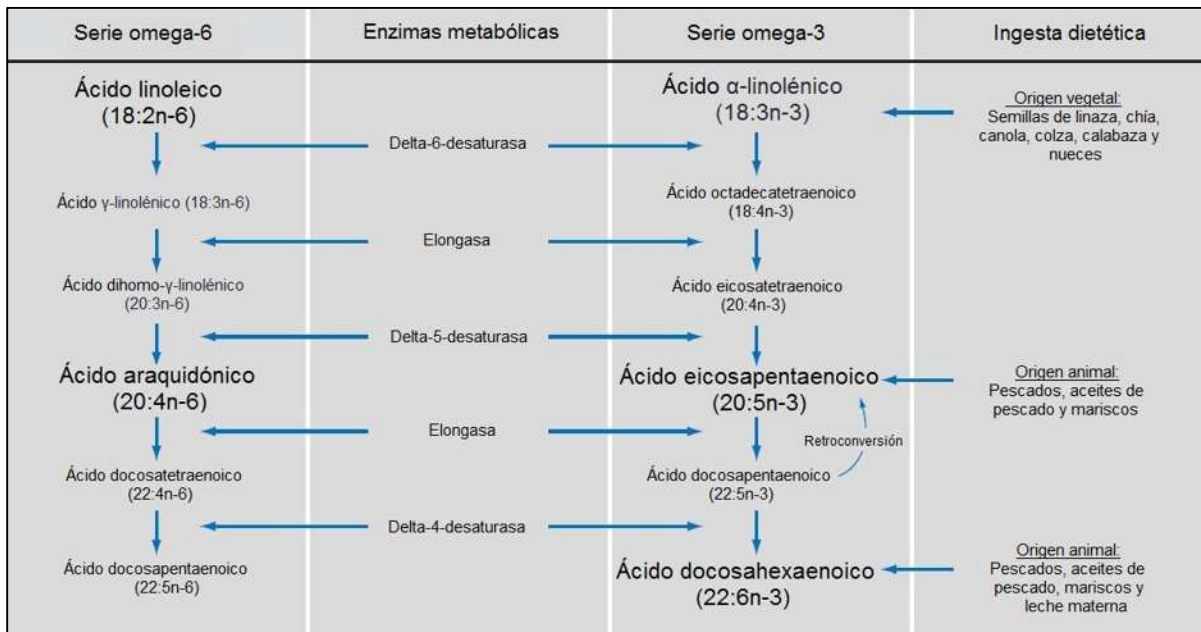 Serie omega-6
Enzimas metabólicas
Serie omega-3
Ingesta dietética
Ácido linoleico
(18:2n-6)
Ácido α-linolénico
(18:3n-3)
Origen vegetal:
Semillas de linaza, chía,
canola, colza, calabaza y
nueces
Delta-6-desaturasa
Ácido γ-linolénico (18:3n-6)
Ácido octadecatetraenoico
(18:4n-3)
Elongasa
Ácido dihomo-γ-linolénico
(20:3n-6)
Ácido eicosatetraenoico
(20:4n-3)
Delta-5-desaturasa
Ácido araquidónico
(20:4n-6)
Ácido eicosapentaenoico
(20:5n-3)
Origen animal:
Pescados, aceites de
pescado y mariscos
Elongasa
Retroconversión
Ácido docosatetraenoico
(22:4n-6)
Ácido docosapentaenoico
(22:5n-3)
Delta-4-desaturasa
Ácido docosapentaenoico
(22:5n-6)
Ácido docosahexaenoico
(22:6n-3)
Origen animal:
Pescados, aceites de
pescado, mariscos y
leche materna